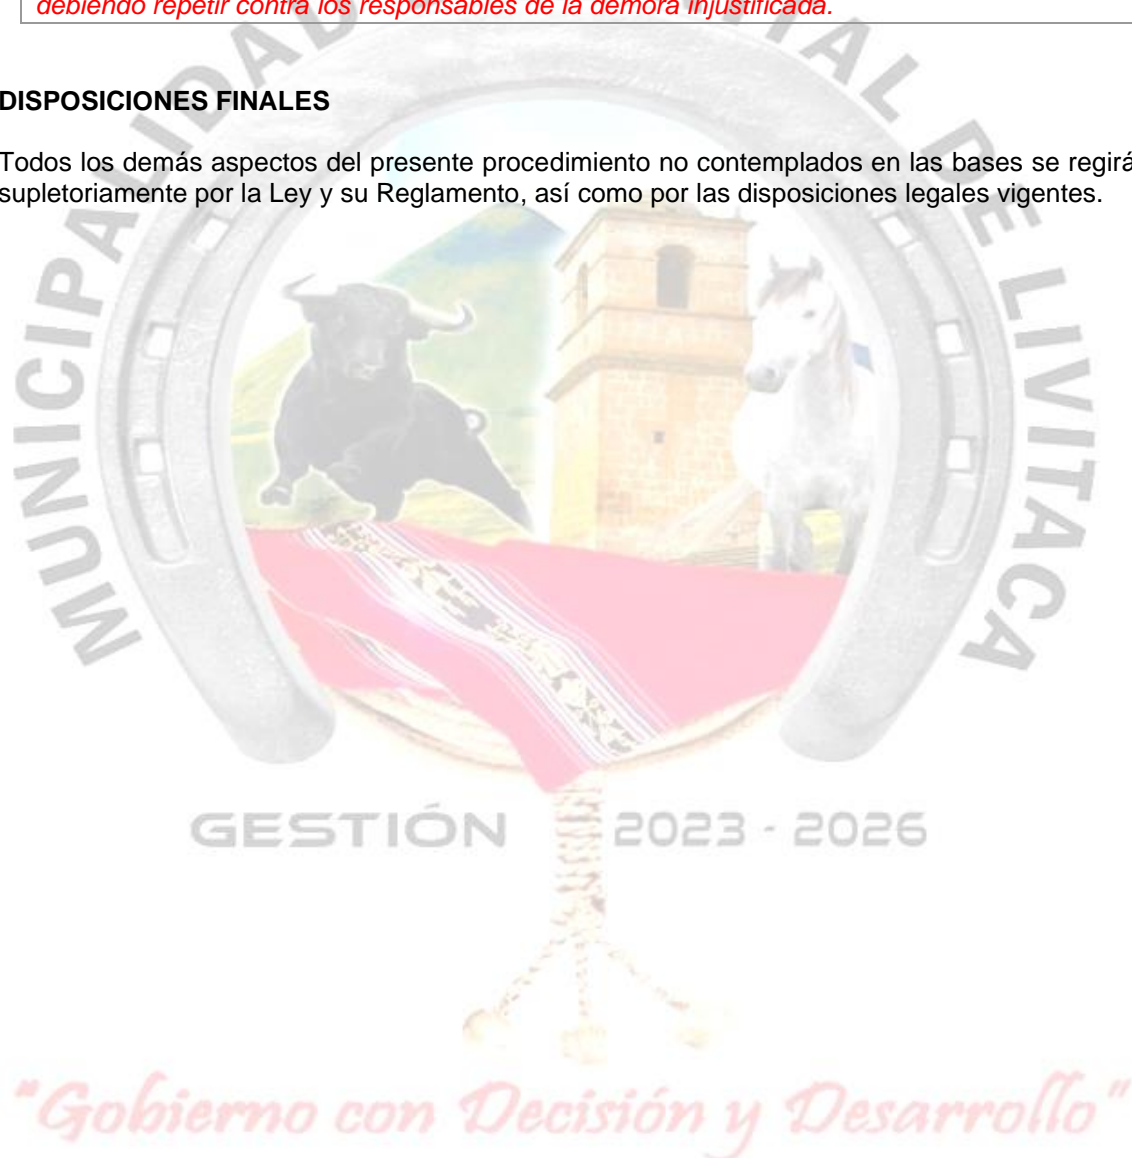 debiendo repetir contra los responsables de la demora injustificada.
DISPOSICIONES FINALES
Todos los demás aspectos del presente procedimiento no contemplados en las bases se regirá
supletoriamente por la Ley y su Reglamento, así como por las disposiciones legales vigentes.
MUNICIPALIDAD TAL DE LIVITACA
GESTIÓN 2023 - 2026
"Gobierno con Decisión y Desarrollo"